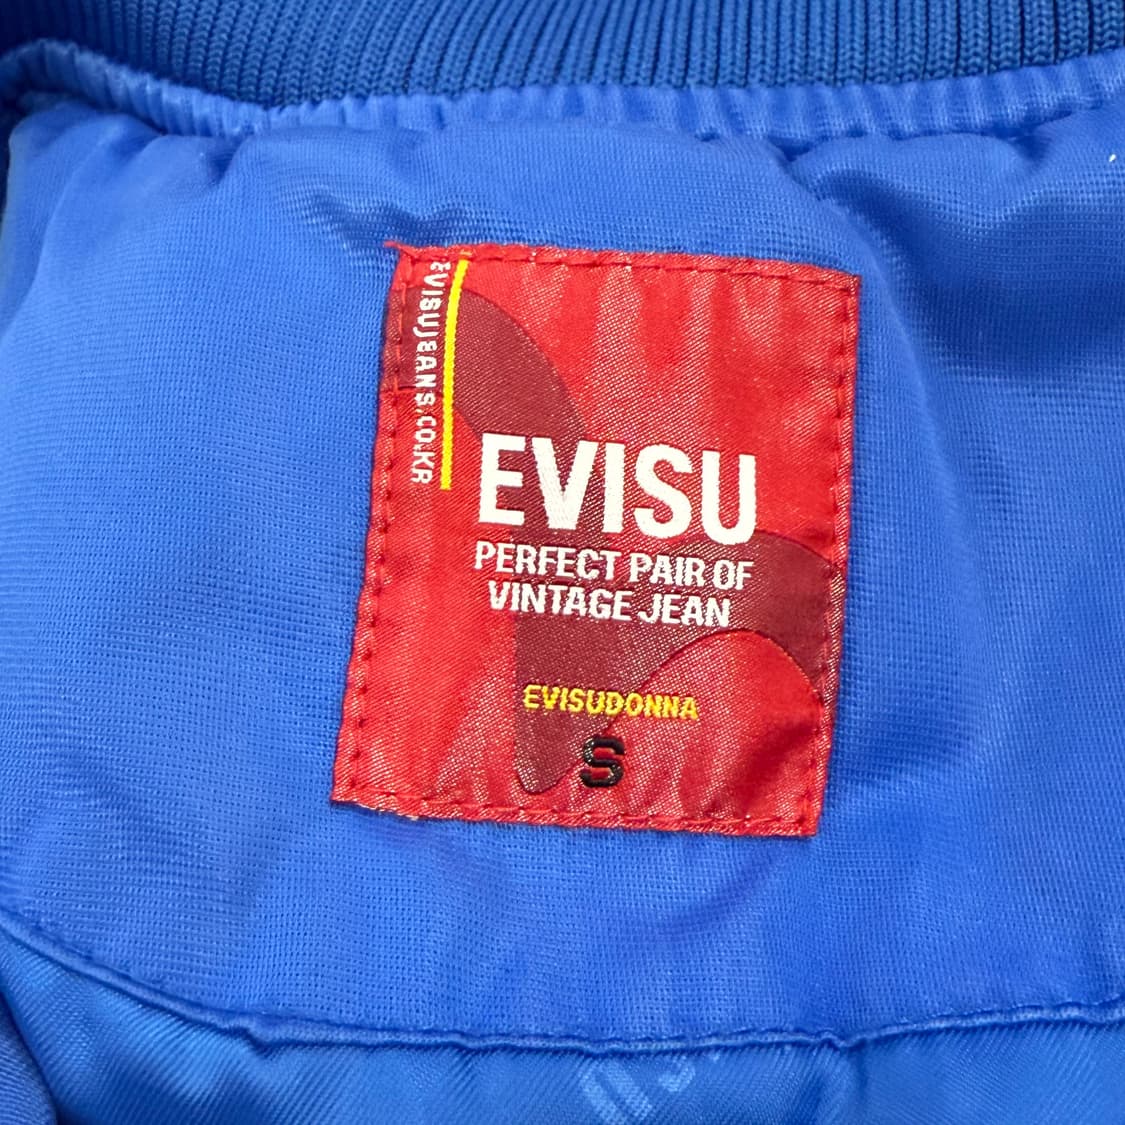 EVISUJEANS.CO.KR
EVISU
PERFECT PAIR OF
VINTAGE JEAN
EVISUDONNA
S